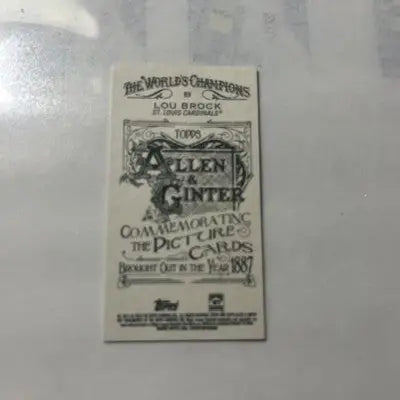 THE WORLD'S CHAMPIONS
LOU BROCK
ST. LOUIS CARDINALS®
TOPPS
ALLEN
&
GINTER
COMMEMORATING
THE PICTURE
CARDS
BROUGHT OUT IN THE YEAR 1887
Topps